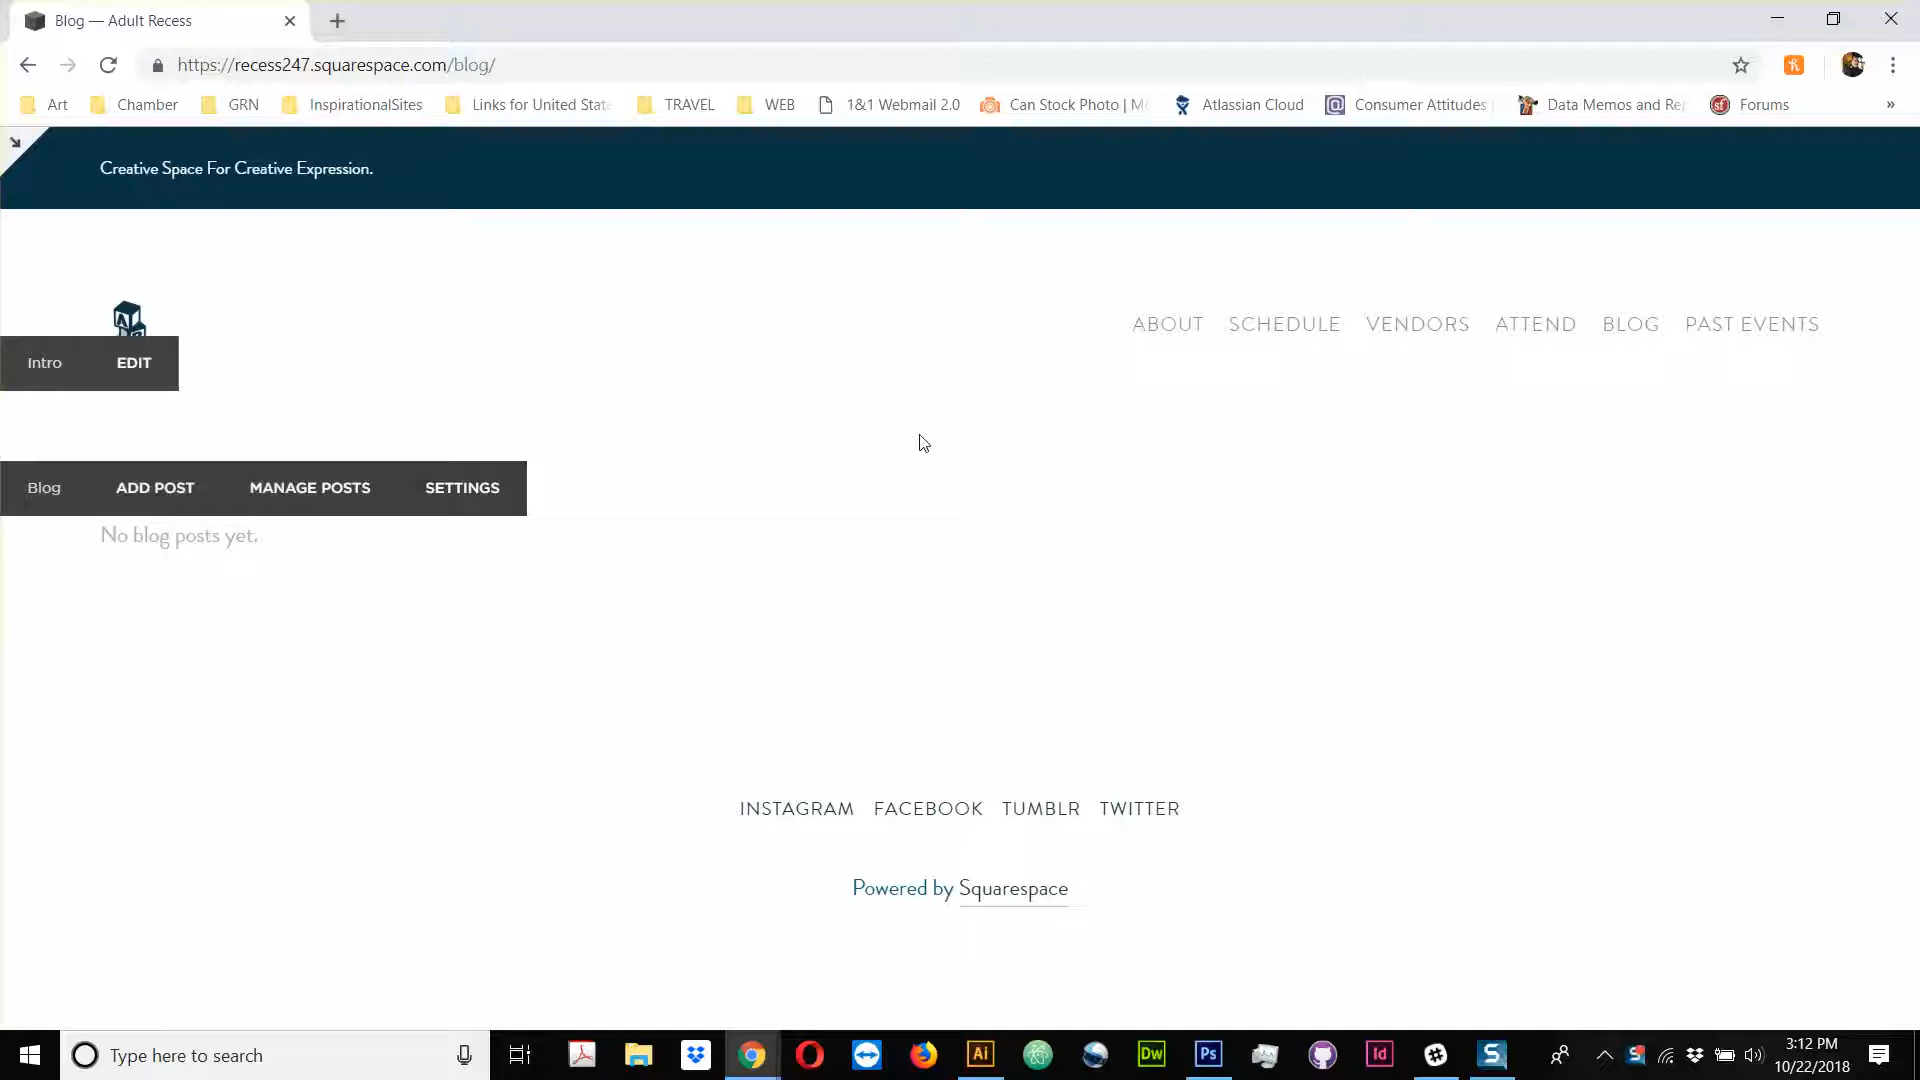 Blog — Adult Recess
https://recess247.squarespace.com/blog/
Art Chamber GRN InspirationalSites Links for United Stat TRAVEL WEB 1&1 Webmail 2.0 Can Stock Photo | Atlassian Cloud Consumer Attitudes Data Memos and Re Forums »
Creative Space For Creative Expression.
ABOUT SCHEDULE VENDORS ATTEND BLOG PAST EVENTS
Intro EDIT
Blog ADD POST MANAGE POSTS SETTINGS
No blog posts yet.
INSTAGRAM FACEBOOK TUMBLR TWITTER
Powered by Squarespace
Type here to search Ai Dw Ps Id S
3:12 PM
10/22/2018